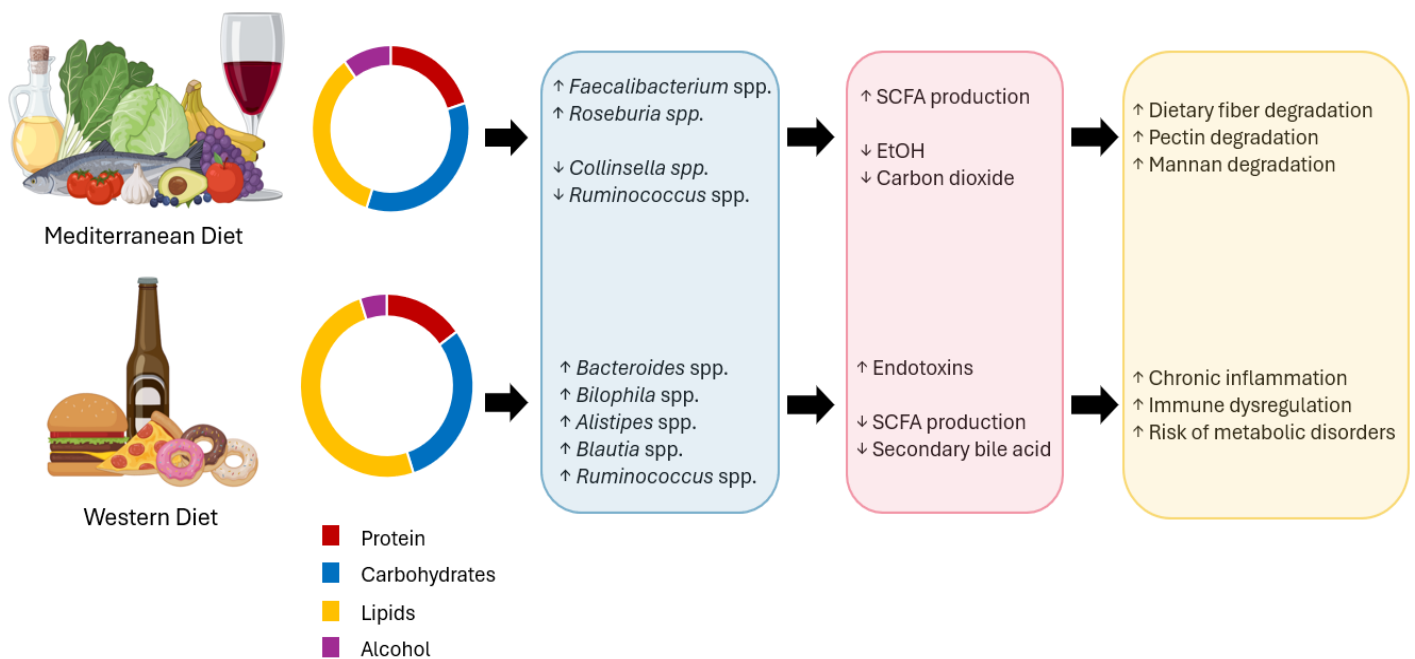 ↑ Faecalibacterium spp.
↑ Roseburia spp.
↓ Collinsella spp.
↓ Ruminococcus spp.
↑ SCFA production
↓ EtOH
↓ Carbon dioxide
↑ Dietary fiber degradation
↑ Pectin degradation
↑ Mannan degradation
Mediterranean Diet
↑ Bacteroides spp.
↑ Bilophila spp.
↑ Alistipes spp.
↑ Blautia spp.
↑ Ruminococcus spp.
↑ Endotoxins
↓ SCFA production
↓ Secondary bile acid
↑ Chronic inflammation
↑ Immune dysregulation
↑ Risk of metabolic disorders
Western Diet
Protein
Carbohydrates
Lipids
Alcohol